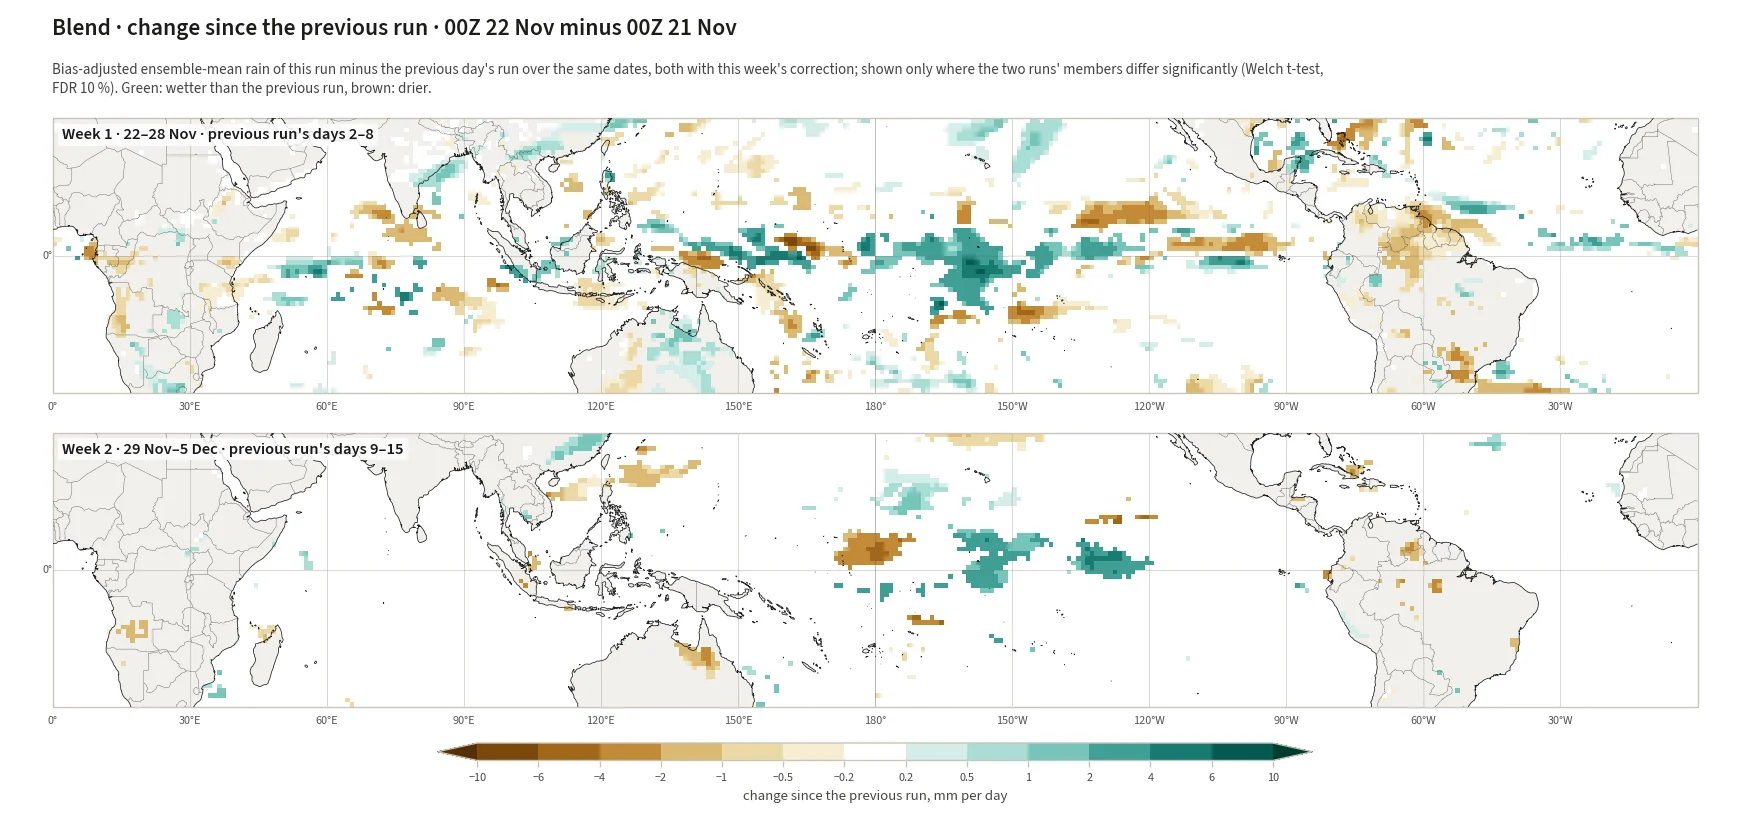 Blend · change since the previous run · 00Z 22 Nov minus 00Z 21 Nov
Bias-adjusted ensemble-mean rain of this run minus the previous day's run over the same dates, both with this week's correction; shown only where the two runs' members differ significantly (Welch t-test,
FDR 10 %). Green: wetter than the previous run, brown: drier.
Week 1 · 22–28 Nov · previous run's days 2–8
0°
0° 30°E 60°E 90°E 120°E 150°E 180° 150°W 120°W 90°W 60°W 30°W
Week 2 · 29 Nov–5 Dec · previous run's days 9–15
0°
0° 30°E 60°E 90°E 120°E 150°E 180° 150°W 120°W 90°W 60°W 30°W
−10 −6 −4 −2 −1 −0.5 −0.2 0.2 0.5 1 2 4 6 10
change since the previous run, mm per day